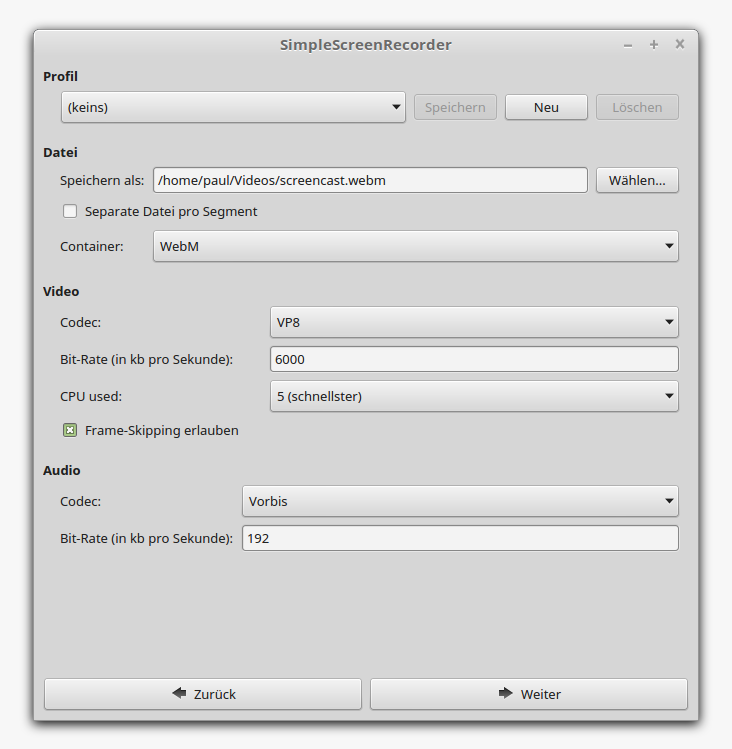 SimpleScreenRecorder
Profil
(keins) Speichern Neu Löschen
Datei
Speichern als: /home/paul/Videos/screencast.webm Wählen...
Separate Datei pro Segment
Container: WebM
Video
Codec: VP8
Bit-Rate (in kb pro Sekunde): 6000
CPU used: 5 (schnellster)
Frame-Skipping erlauben
Audio
Codec: Vorbis
Bit-Rate (in kb pro Sekunde): 192
Zurück Weiter